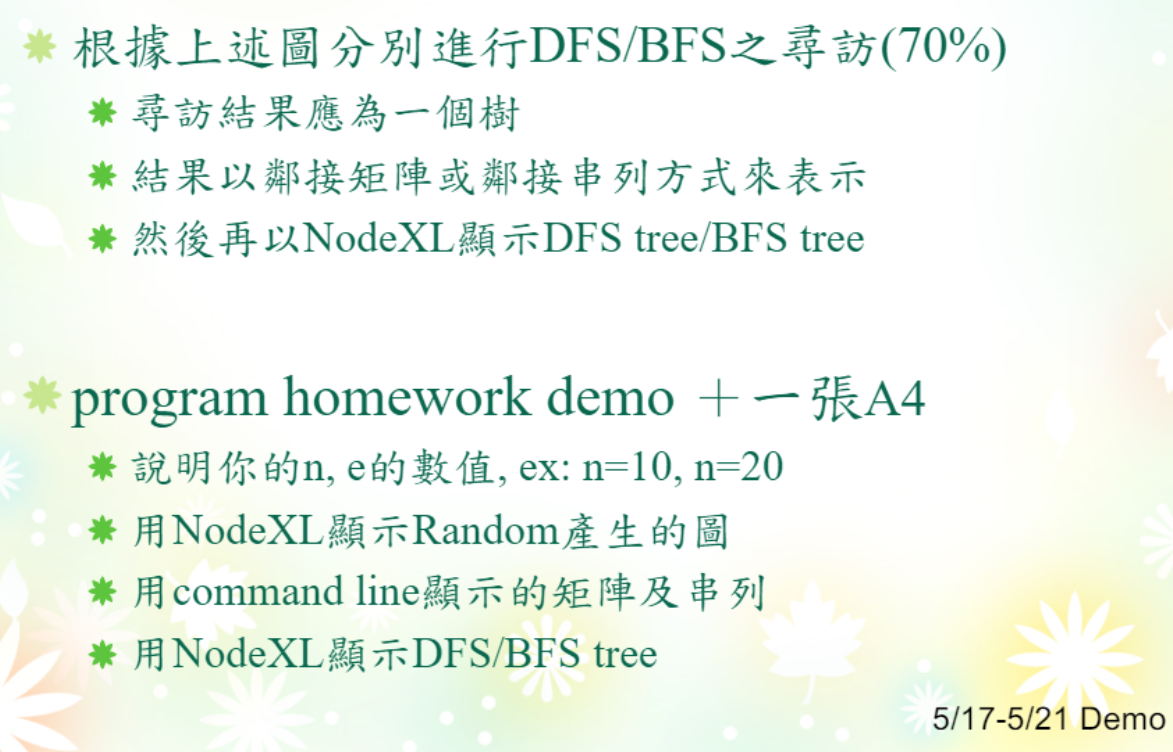 根據上述圖分別進行DFS/BFS之尋訪(70%)
尋訪結果應為一個樹
結果以鄰接矩陣或鄰接串列方式來表示
然後再以NodeXL顯示DFS tree/BFS tree
program homework demo ＋一張A4
說明你的n, e的數值, ex: n=10, n=20
用NodeXL顯示Random產生的圖
用command line顯示的矩陣及串列
用NodeXL顯示DFS/BFS tree
5/17-5/21 Demo